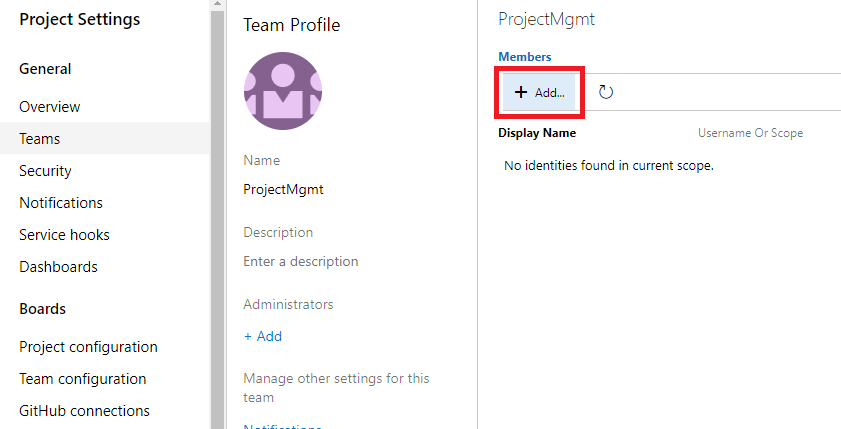 Project Settings
General
Overview
Teams
Security
Notifications
Service hooks
Dashboards
Boards
Project configuration
Team configuration
GitHub connections
Team Profile
Name
ProjectMgmt
Description
Enter a description
Administrators
+ Add
Manage other settings for this
team
Notifications
ProjectMgmt
Members
+ Add...
Display Name
Username Or Scope
No identities found in current scope.